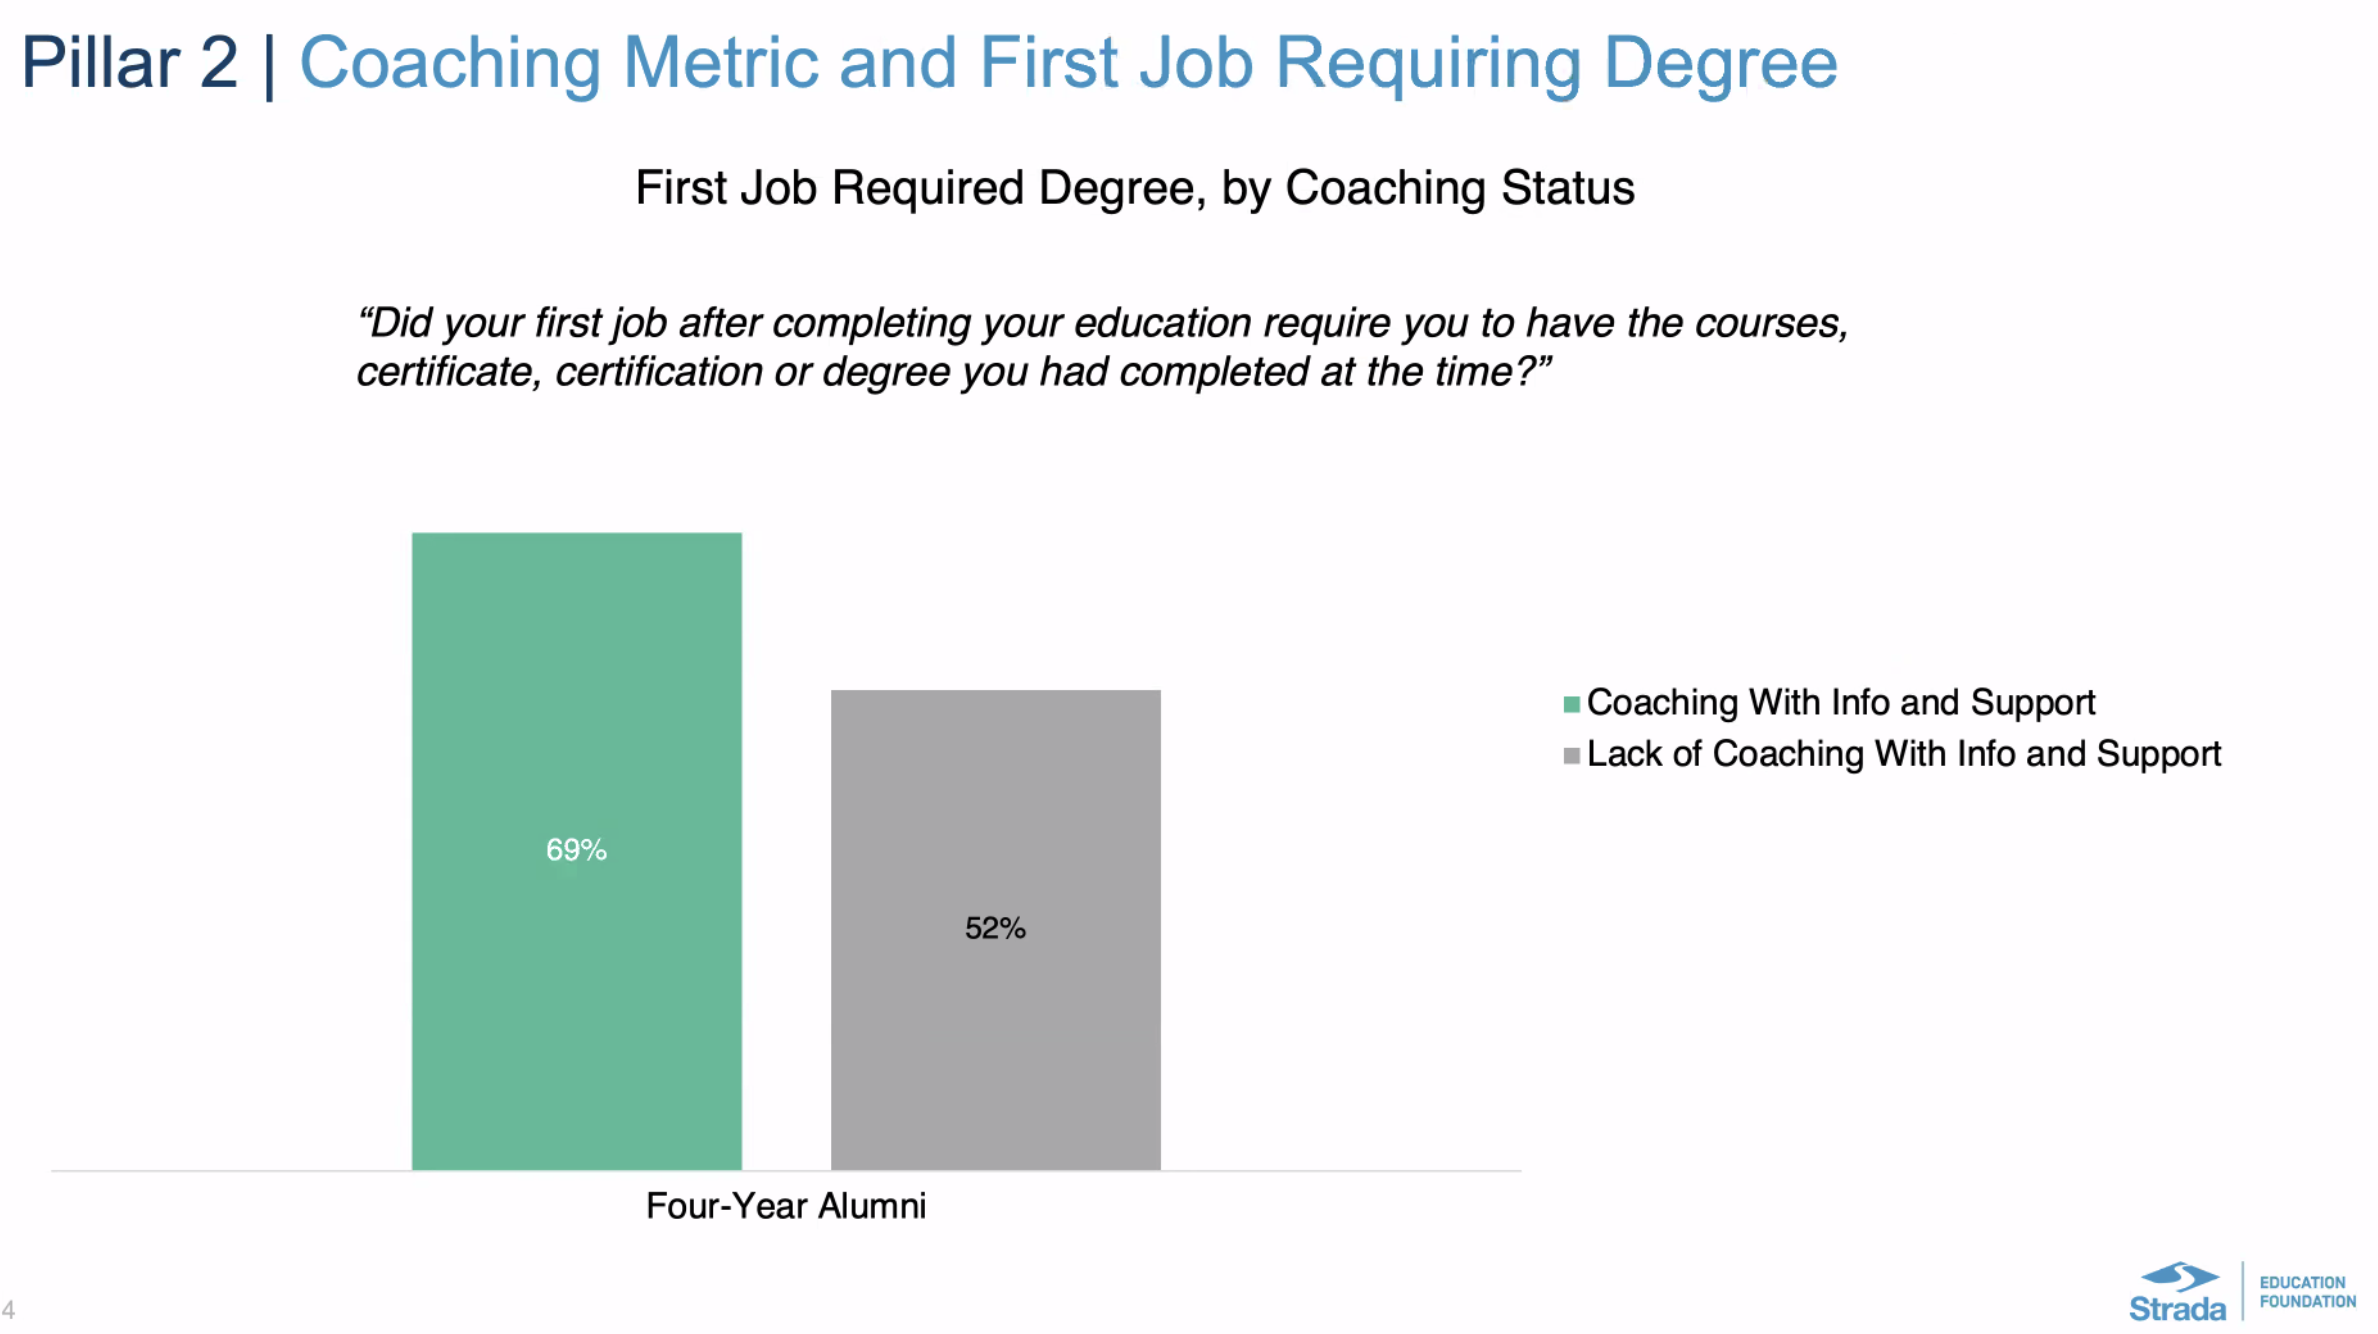 Pillar 2 | Coaching Metric and First Job Requiring Degree
First Job Required Degree, by Coaching Status
“Did your first job after completing your education require you to have the courses,
certificate, certification or degree you had completed at the time?”
69%
52%
Coaching With Info and Support
Lack of Coaching With Info and Support
Four-Year Alumni
4
Strada
EDUCATION
FOUNDATION